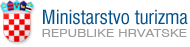 Ministarstvo turizma
REPUBLIKE HRVATSKE